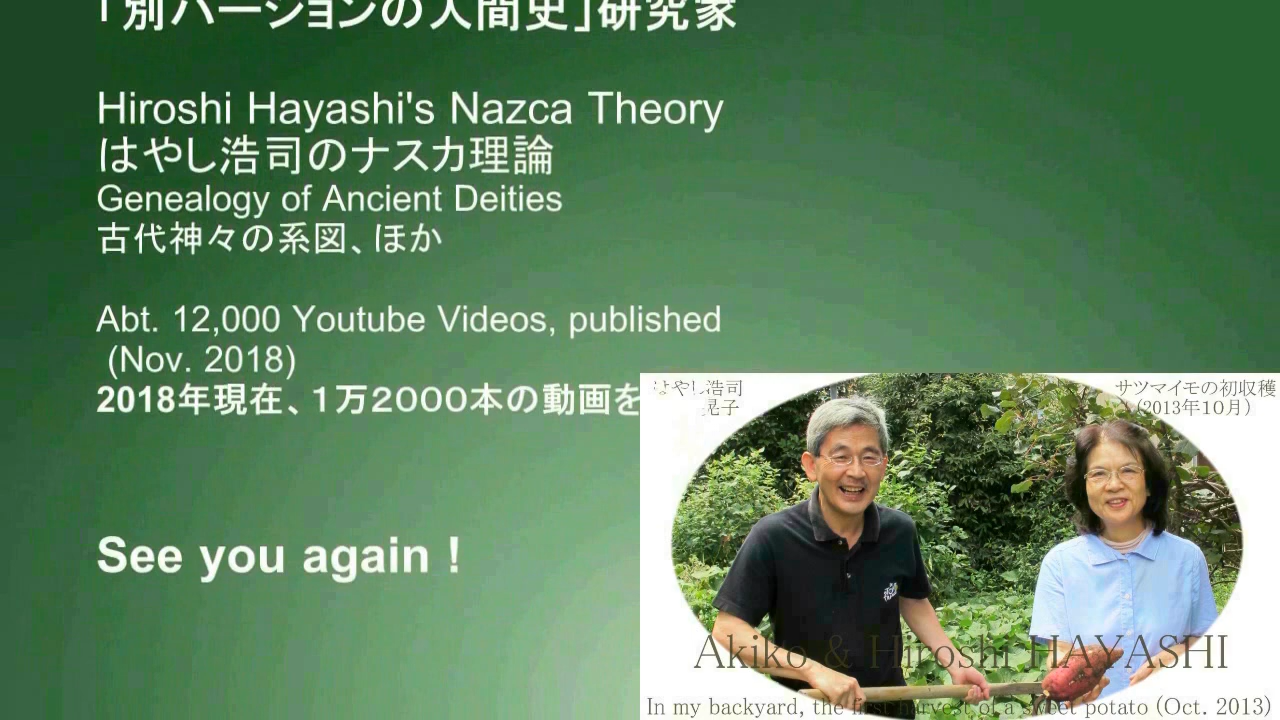 「別バージョンの人間史」研究家
Hiroshi Hayashi's Nazca Theory
はやし浩司のナスカ理論
Genealogy of Ancient Deities
古代神々の系図、ほか
Abt. 12,000 Youtube Videos, published
(Nov. 2018)
2018年現在、１万２０００本の動画を
See you again !
はやし浩司
晃子
サツマイモの初収穫
(2013年10月)
Akiko & Hiroshi HAYASHI
In my backyard, the first harvest of a sweet potato (Oct. 2013)